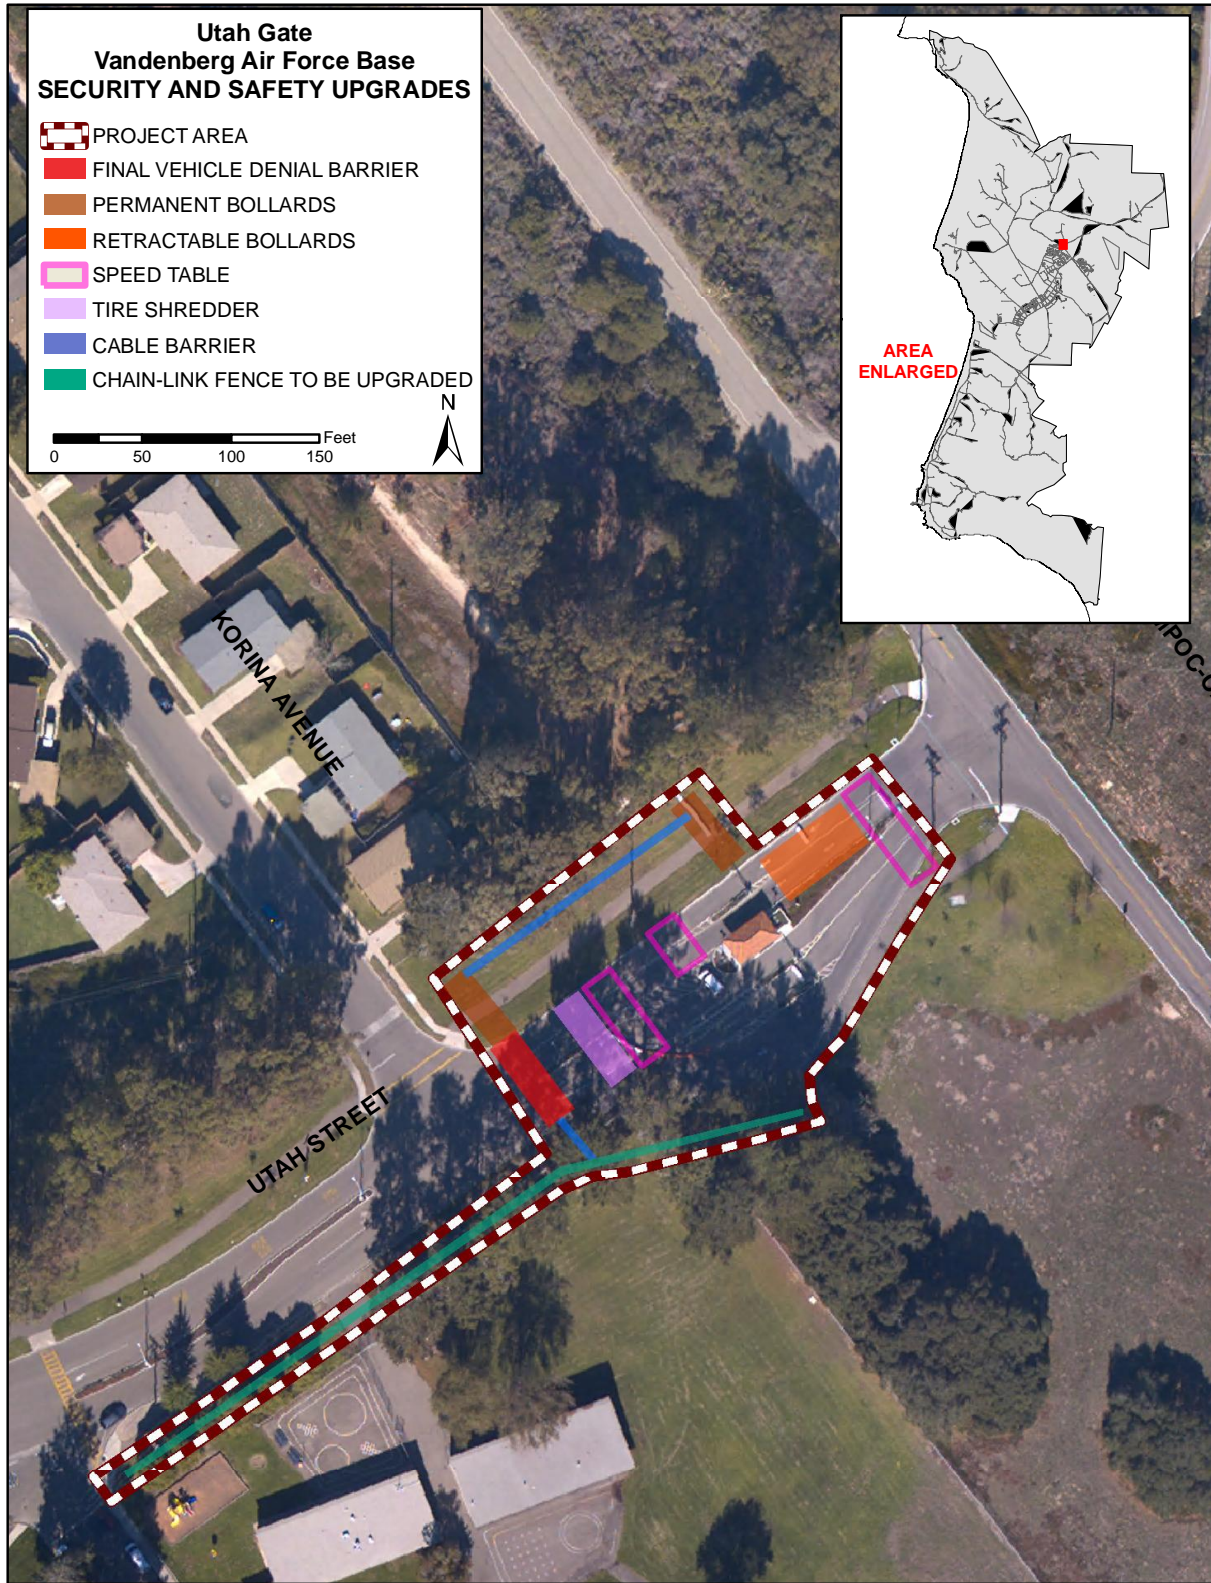 Utah Gate
Vandenberg Air Force Base
SECURITY AND SAFETY UPGRADES
PROJECT AREA
FINAL VEHICLE DENIAL BARRIER
PERMANENT BOLLARDS
RETRACTABLE BOLLARDS
SPEED TABLE
TIRE SHREDDER
CABLE BARRIER
CHAIN-LINK FENCE TO BE UPGRADED
N
Feet
0 50 100 150
AREA
ENLARGED
KORINA AVENUE
UTAH STREET